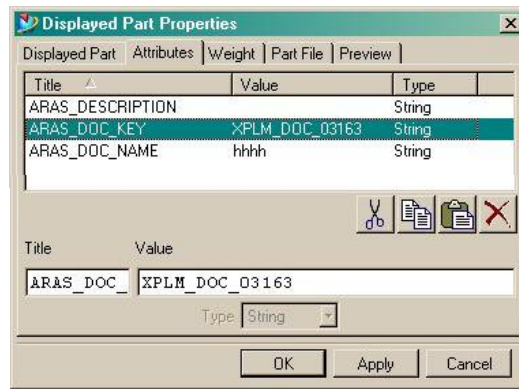 Displayed Part Properties
Displayed Part Attributes Weight Part File Preview
Title Value Type
ARAS_DESCRIPTION String
ARAS_DOC_KEY XPLM_DOC_03163 String
ARAS_DOC_NAME hhhh String
Title Value
ARAS_DOC_ XPLM_DOC_03163
Type String
OK Apply Cancel